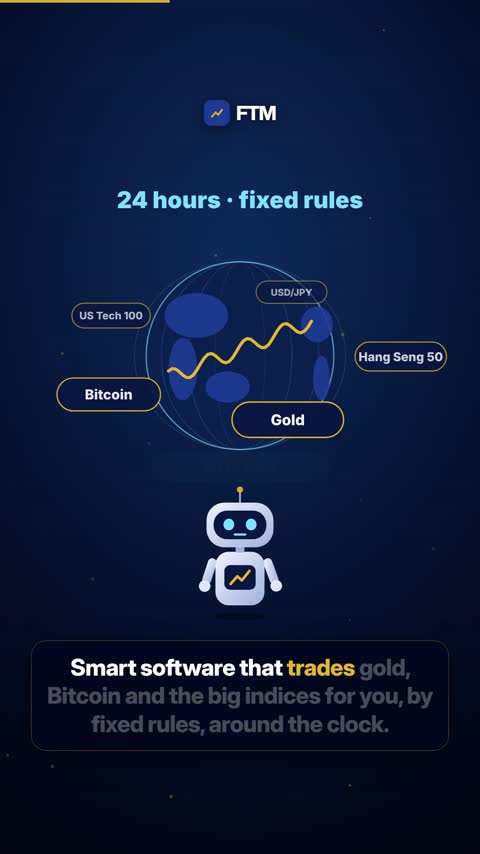 FTM
24 hours · fixed rules
USD/JPY
US Tech 100
Hang Seng 50
Bitcoin
Gold
Smart software that trades gold,
Bitcoin and the big indices for you, by
fixed rules, around the clock.